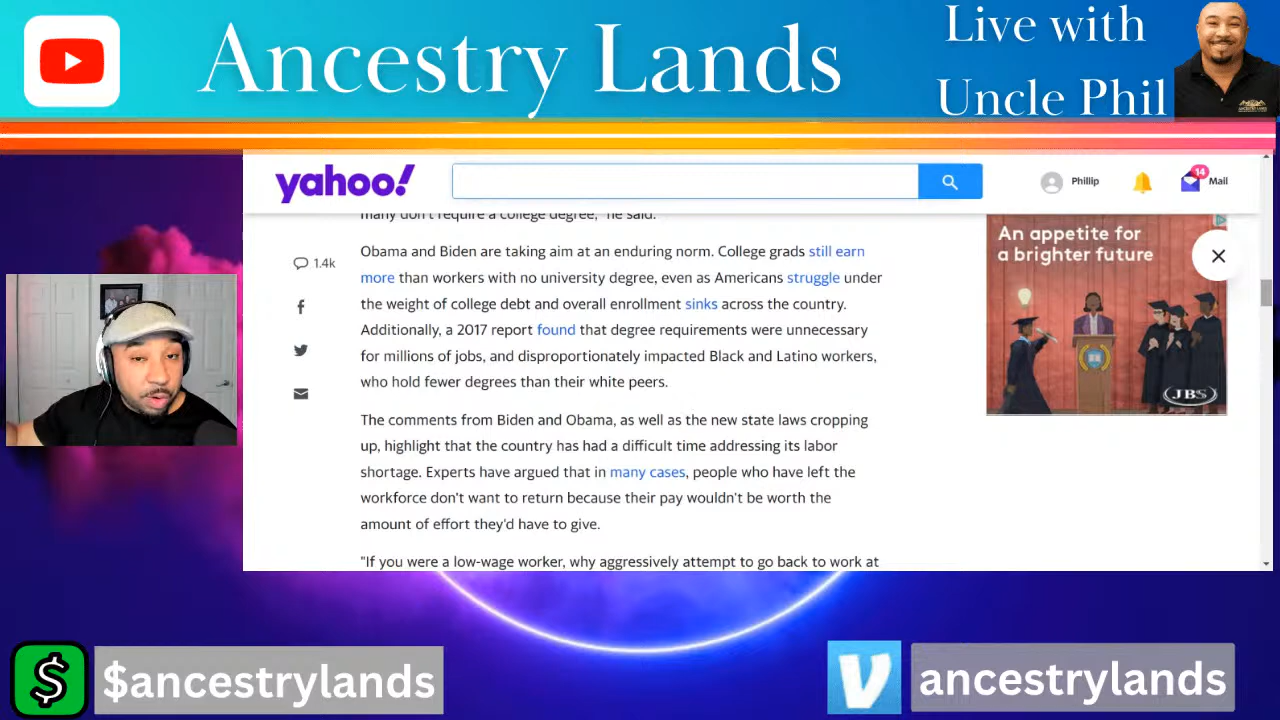 Ancestry Lands
Live with
Uncle Phil
yahoo!
Phillip
14
Mail
many don't require a college degree," he said.
1.4k
Obama and Biden are taking aim at an enduring norm. College grads still earn
more than workers with no university degree, even as Americans struggle under
the weight of college debt and overall enrollment sinks across the country.
Additionally, a 2017 report found that degree requirements were unnecessary
for millions of jobs, and disproportionately impacted Black and Latino workers,
who hold fewer degrees than their white peers.
The comments from Biden and Obama, as well as the new state laws cropping
up, highlight that the country has had a difficult time addressing its labor
shortage. Experts have argued that in many cases, people who have left the
workforce don't want to return because their pay wouldn't be worth the
amount of effort they'd have to give.
"If you were a low-wage worker, why aggressively attempt to go back to work at
An appetite for
a brighter future
JBS
$ancestrylands
ancestrylands